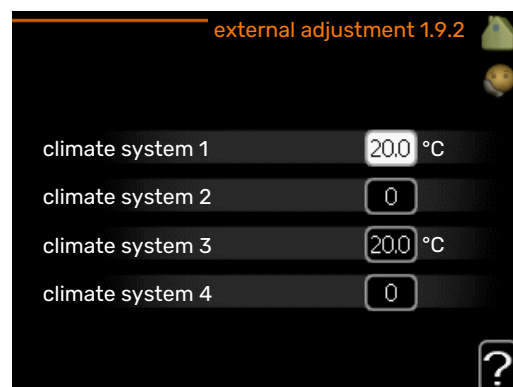 external adjustment 1.9.2
climate system 1 20.0 °C
climate system 2 0
climate system 3 20.0 °C
climate system 4 0
?